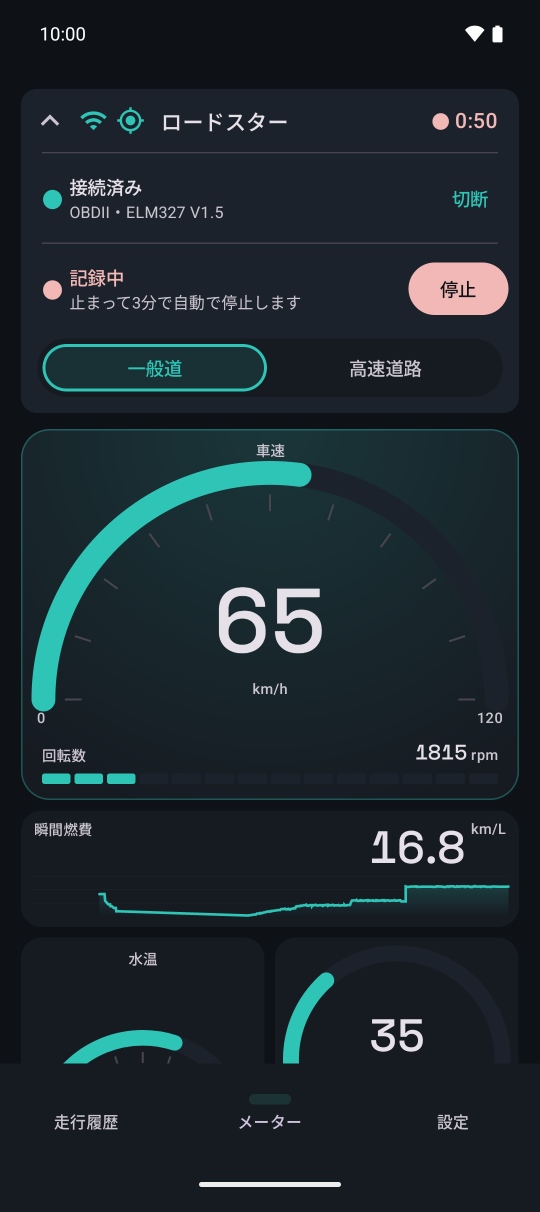 10:00
ロードスター
0:50
接続済み
OBDII・ELM327 V1.5
切断
記録中
止まって3分で自動で停止します
停止
一般道
高速道路
車速
65
km/h
0
120
回転数
1815 rpm
瞬間燃費
16.8 km/L
水温
35
走行履歴
メーター
設定